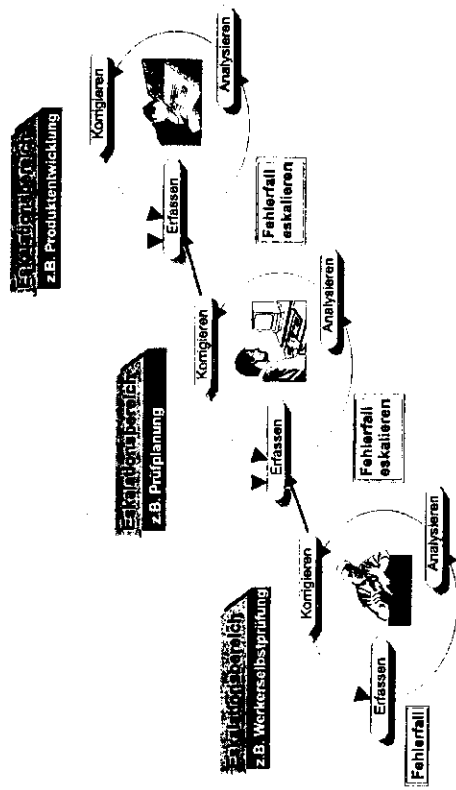 z.B. Werkerselbstprüfung
Korrigieren
Erfassen
Analysieren
Fehlerfall
z.B. Prüfplanung
Korrigieren
Erfassen
Analysieren
Fehlerfall
eskalieren
z.B. Produktentwicklung
Korrigieren
Erfassen
Analysieren
Fehlerfall
eskalieren